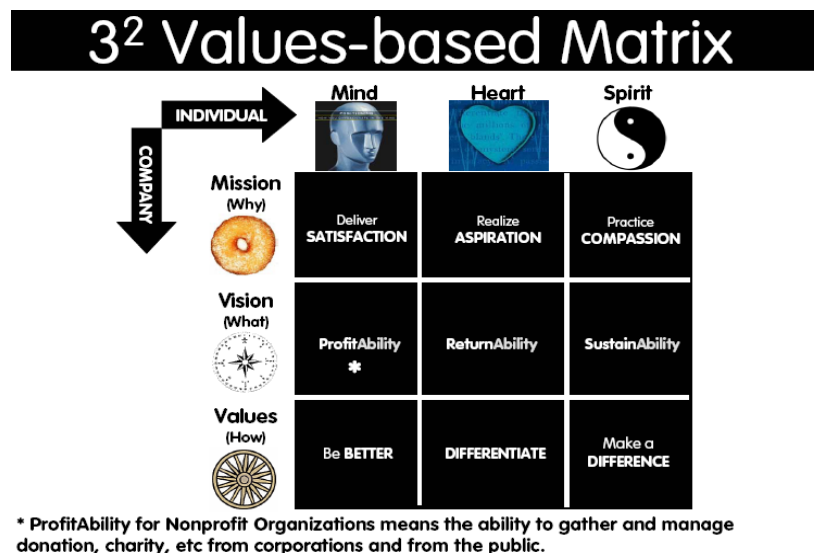 3² Values-based Matrix
Mind
Heart
Spirit
INDIVIDUAL
COMPANY
Mission
(Why)
Deliver
SATISFACTION
Realize
ASPIRATION
Practice
COMPASSION
Vision
(What)
ProfitAbility
*
ReturnAbility
SustainAbility
Values
(How)
Be BETTER
DIFFERENTIATE
Make a
DIFFERENCE
* ProfitAbility for Nonprofit Organizations means the ability to gather and manage
donation, charity, etc from corporations and from the public.